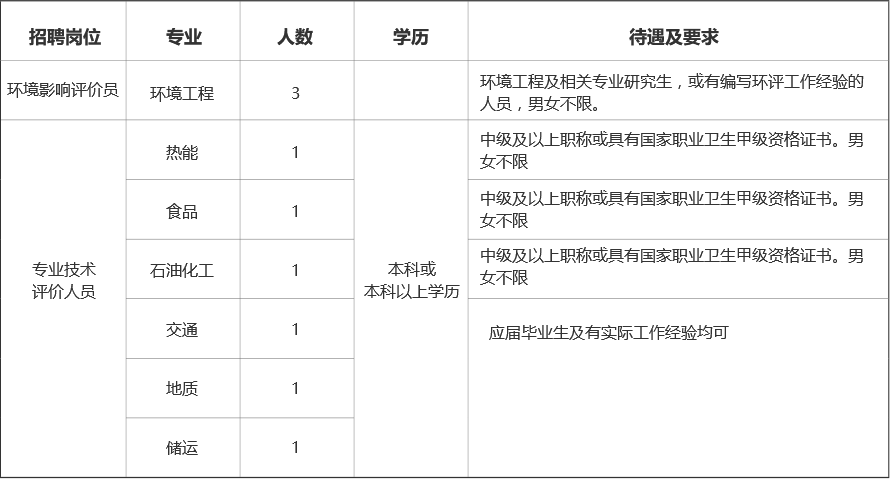 招聘岗位 专业 人数 学历 待遇及要求
环境影响评价员 环境工程 3 环境工程及相关专业研究生，或有编写环评工作经验的
人员，男女不限。
热能 1 中级及以上职称或具有国家职业卫生甲级资格证书。男
女不限
食品 1 中级及以上职称或具有国家职业卫生甲级资格证书。男
女不限
专业技术 石油化工 1 本科或 中级及以上职称或具有国家职业卫生甲级资格证书。男
评价人员 本科以上学历 女不限
交通 1 应届毕业生及有实际工作经验均可
地质 1
储运 1